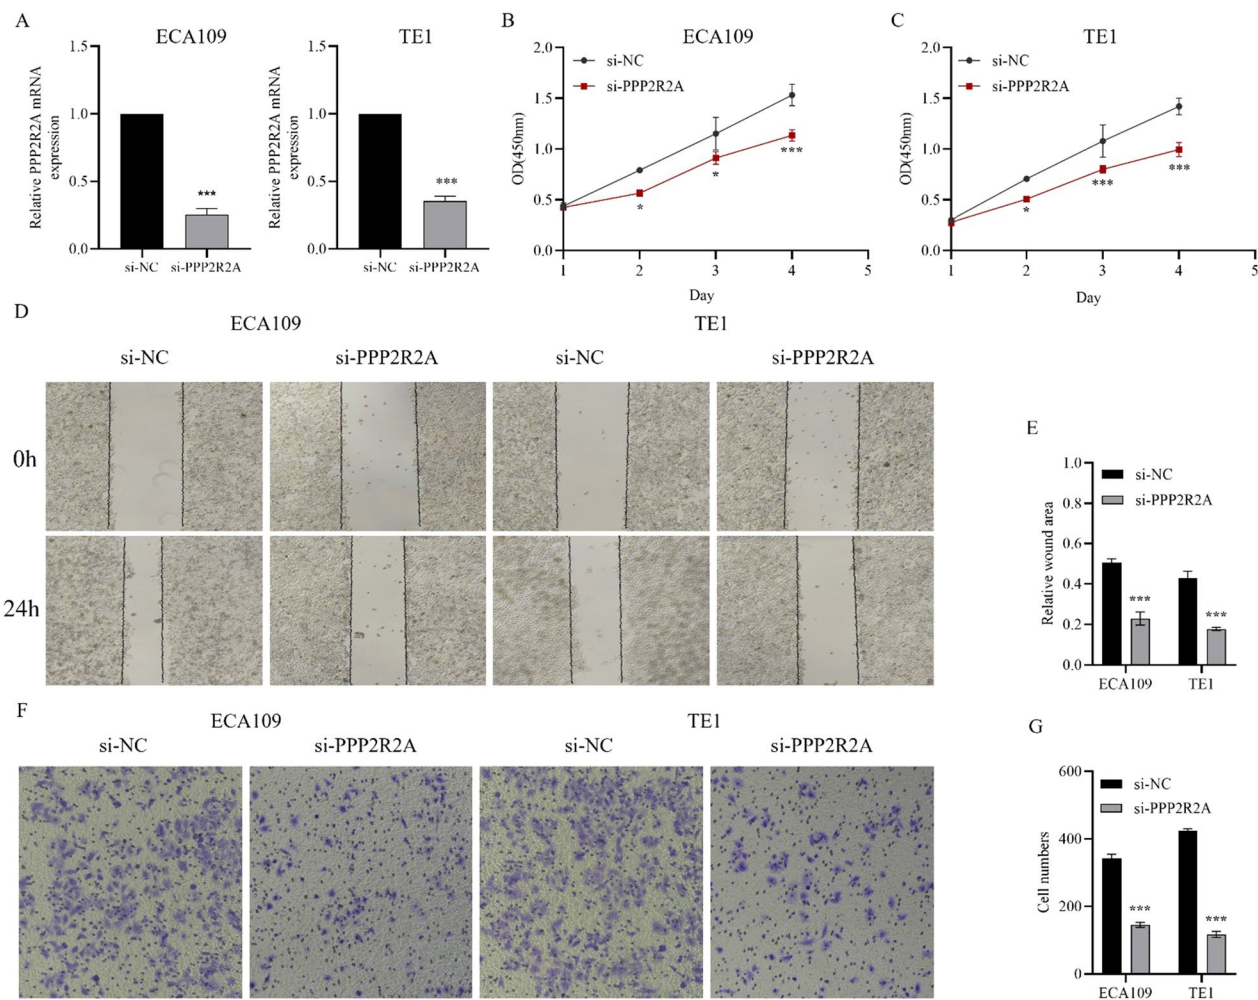 A
ECA109
TE1
Relative PPP2R2A mRNA
expression
1.5
1.0
0.5
0.0
***
si-NC
si-PPP2R2A
Relative PPP2R2A mRNA
expression
1.5
1.0
0.5
0.0
***
si-NC
si-PPP2R2A
B
ECA109
si-NC
si-PPP2R2A
OD(450nm)
2.0
1.5
1.0
0.5
0.0
*
*
***
1 2 3 4 5
Day
C
TE1
si-NC
si-PPP2R2A
OD(450nm)
2.0
1.5
1.0
0.5
0.0
*
***
***
1 2 3 4 5
Day
D
ECA109
TE1
si-NC
si-PPP2R2A
si-NC
si-PPP2R2A
0h
24h
E
si-NC
si-PPP2R2A
Relative wound area
1.0
0.8
0.6
0.4
0.2
0.0
***
***
ECA109
TE1
F
ECA109
TE1
si-NC
si-PPP2R2A
si-NC
si-PPP2R2A
G
si-NC
si-PPP2R2A
Cell numbers
600
400
200
0
***
***
ECA109
TE1